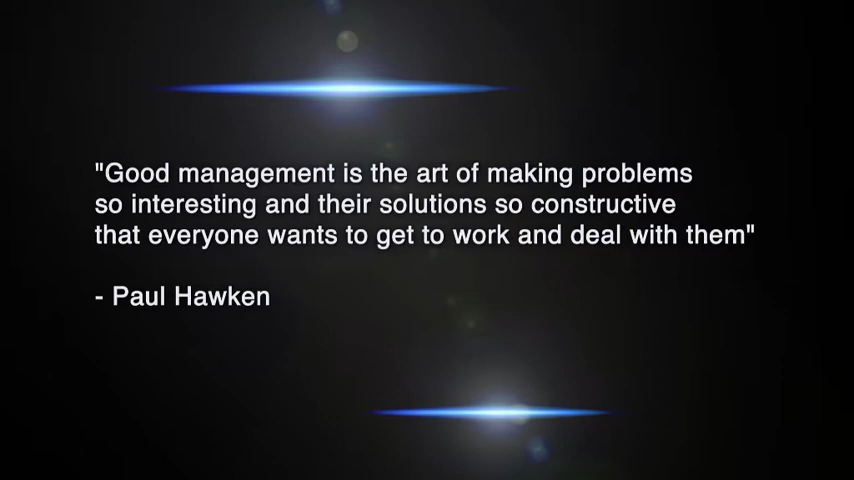 "Good management is the art of making problems
so interesting and their solutions so constructive
that everyone wants to get to work and deal with them"
- Paul Hawken